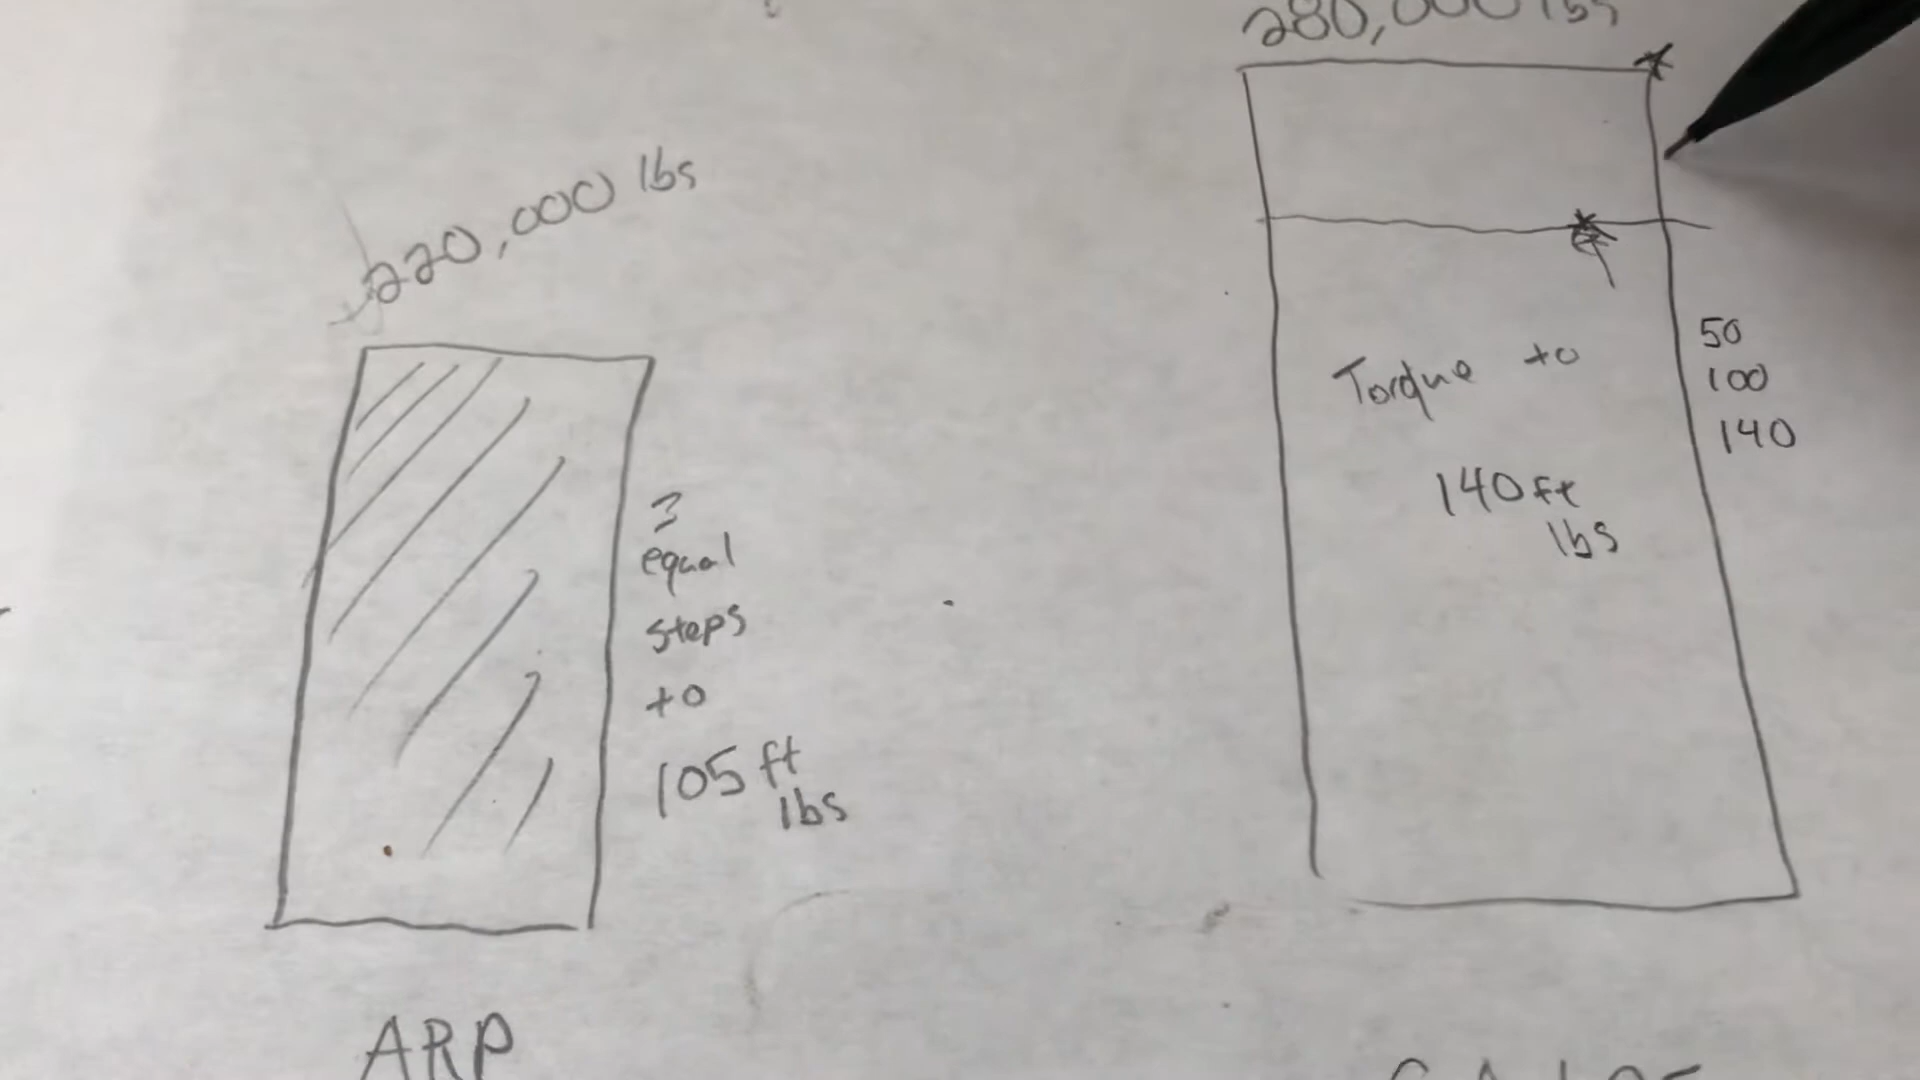 280,000 lbs
220,000 lbs
3
equal
steps
to
105 ft
lbs
ARP
Torque to
140 ft
lbs
50
100
140